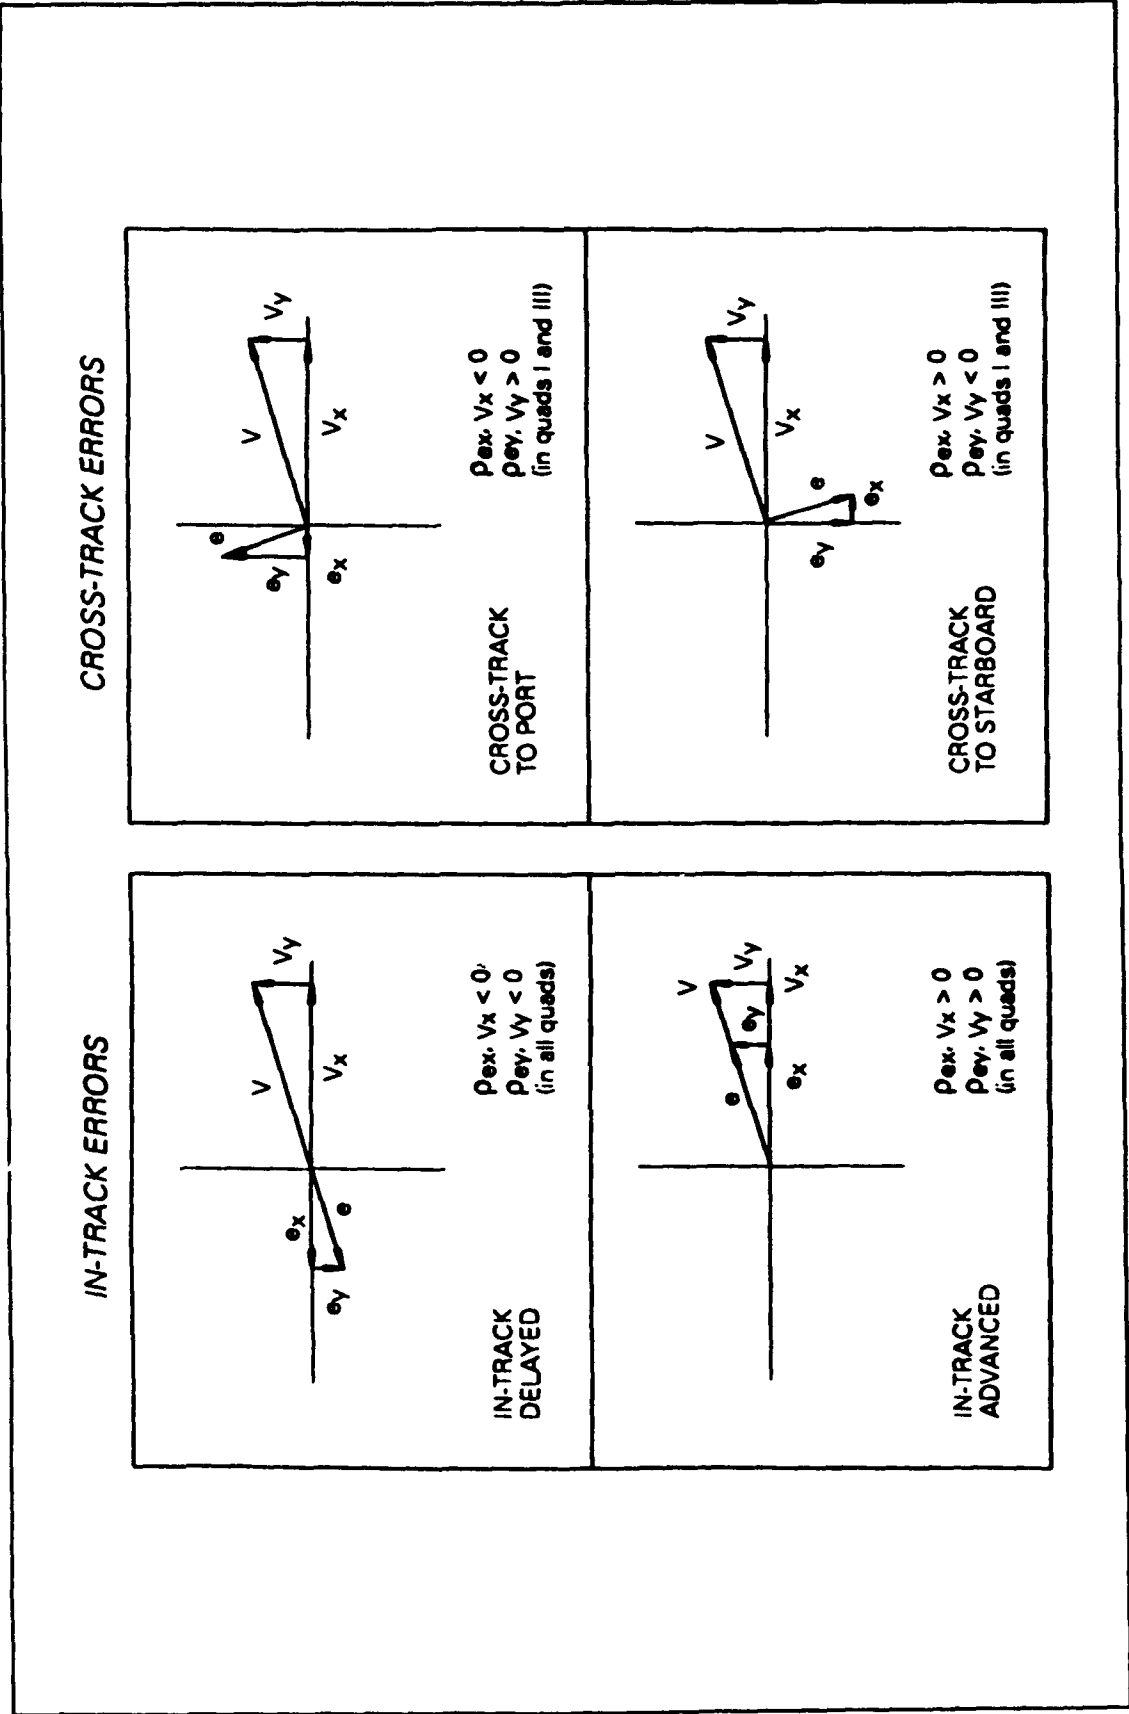 IN-TRACK ERRORS
V
Vy
Vx
ex
ey
e
IN-TRACK
DELAYED
ρex, Vx < 0
ρey, Vy < 0
(in all quads)
V
Vy
Vx
e
ey
ex
IN-TRACK
ADVANCED
ρex, Vx > 0
ρey, Vy > 0
(in all quads)
CROSS-TRACK ERRORS
e
ey
ex
V
Vy
Vx
CROSS-TRACK
TO PORT
ρex, Vx < 0
ρey, Vy > 0
(in quads I and III)
V
Vy
Vx
ey
e
ex
CROSS-TRACK
TO STARBOARD
ρex, Vx > 0
ρey, Vy < 0
(in quads I and III)